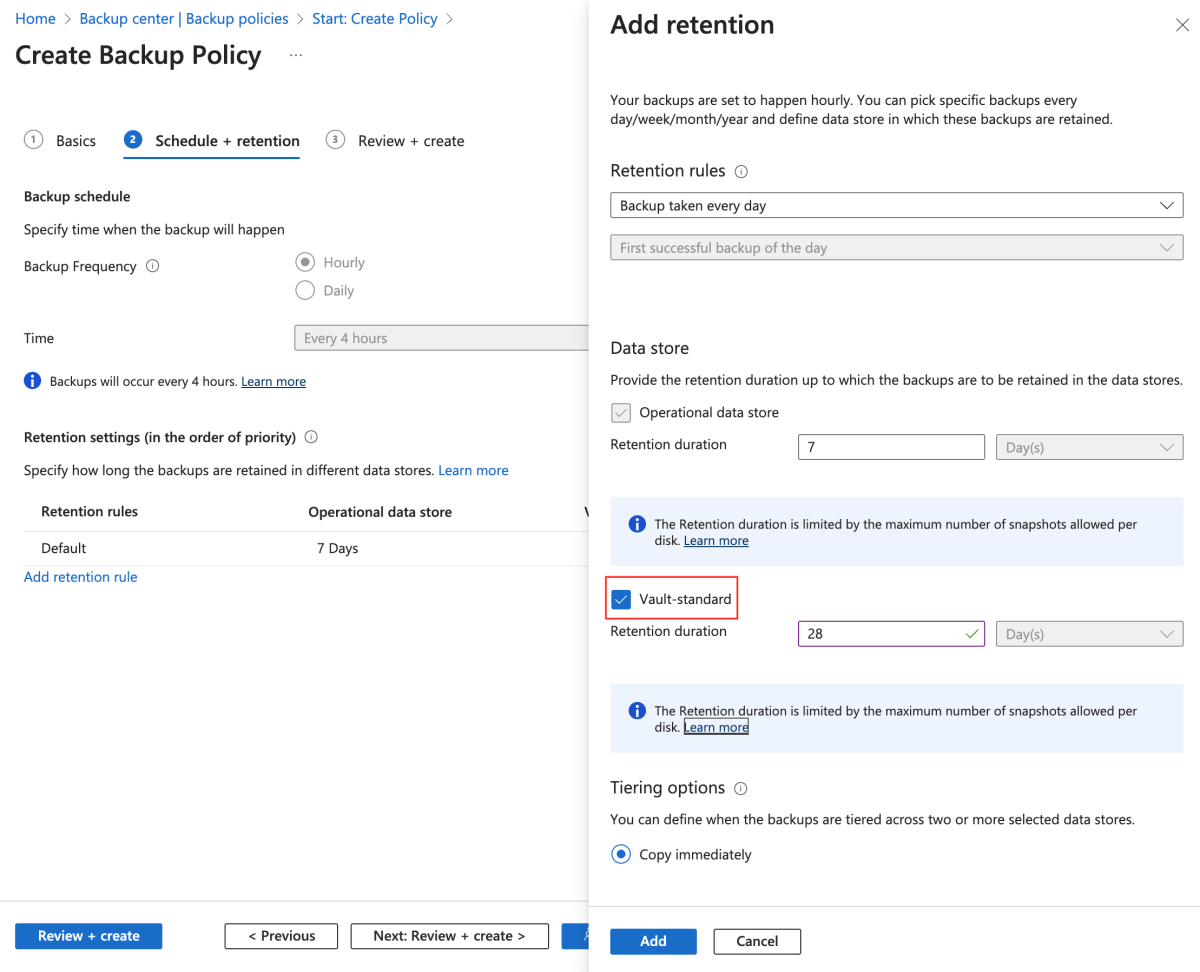 Home > Backup center | Backup policies > Start: Create Policy >
Create Backup Policy ...
1 Basics 2 Schedule + retention 3 Review + create
Backup schedule
Specify time when the backup will happen
Backup Frequency
Hourly
Daily
Time
Every 4 hours
Backups will occur every 4 hours. Learn more
Retention settings (in the order of priority)
Specify how long the backups are retained in different data stores. Learn more
Retention rules Operational data store
Default 7 Days
Add retention rule
Review + create < Previous Next: Review + create >
Add retention
Your backups are set to happen hourly. You can pick specific backups every
day/week/month/year and define data store in which these backups are retained.
Retention rules
Backup taken every day
First successful backup of the day
Data store
Provide the retention duration up to which the backups are to be retained in the data stores.
Operational data store
Retention duration 7 Day(s)
The Retention duration is limited by the maximum number of snapshots allowed per
disk. Learn more
Vault-standard
Retention duration 28 Day(s)
The Retention duration is limited by the maximum number of snapshots allowed per
disk. Learn more
Tiering options
You can define when the backups are tiered across two or more selected data stores.
Copy immediately
Add Cancel